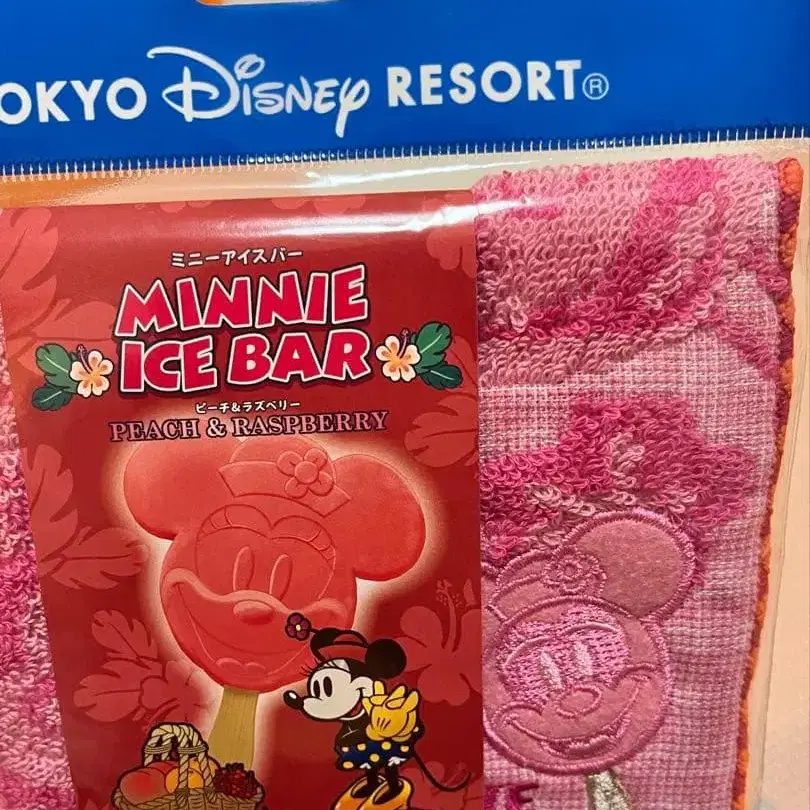 OKYO Disney RESORT®
ミニーアイスバー
MINNIE
ICE BAR
ピーチ&ラズベリー
PEACH & RASPBERRY